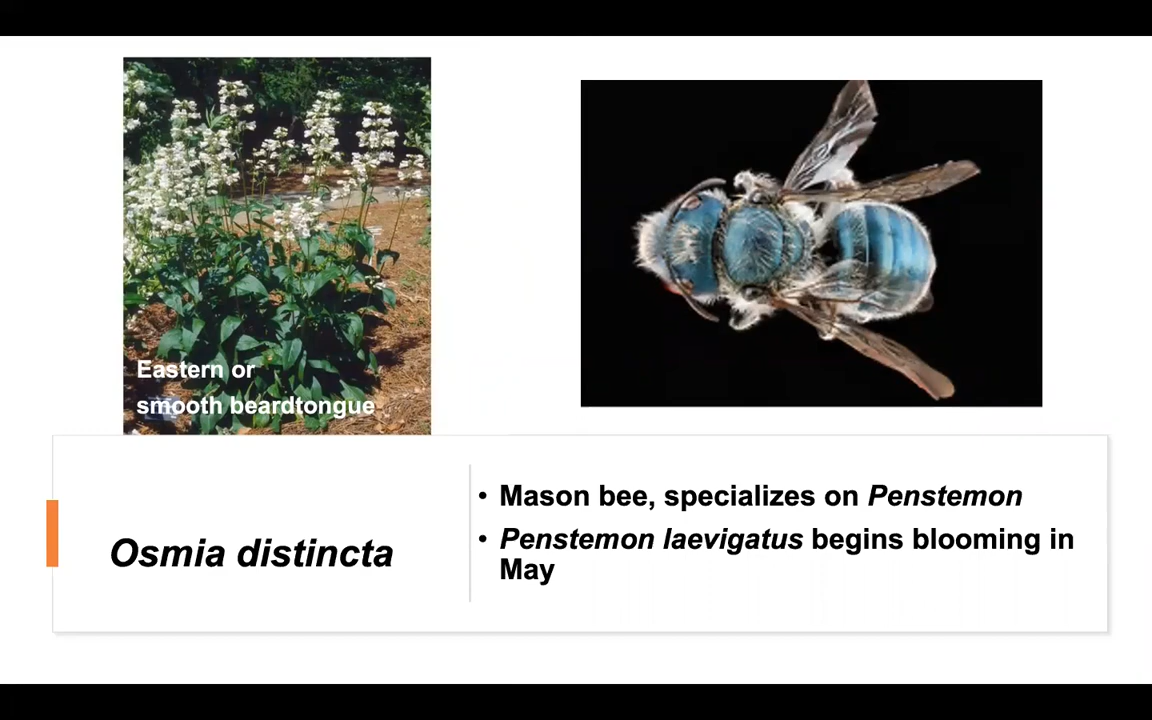 Eastern or
smooth beardtongue
Osmia distincta
• Mason bee, specializes on Penstemon
• Penstemon laevigatus begins blooming in
May